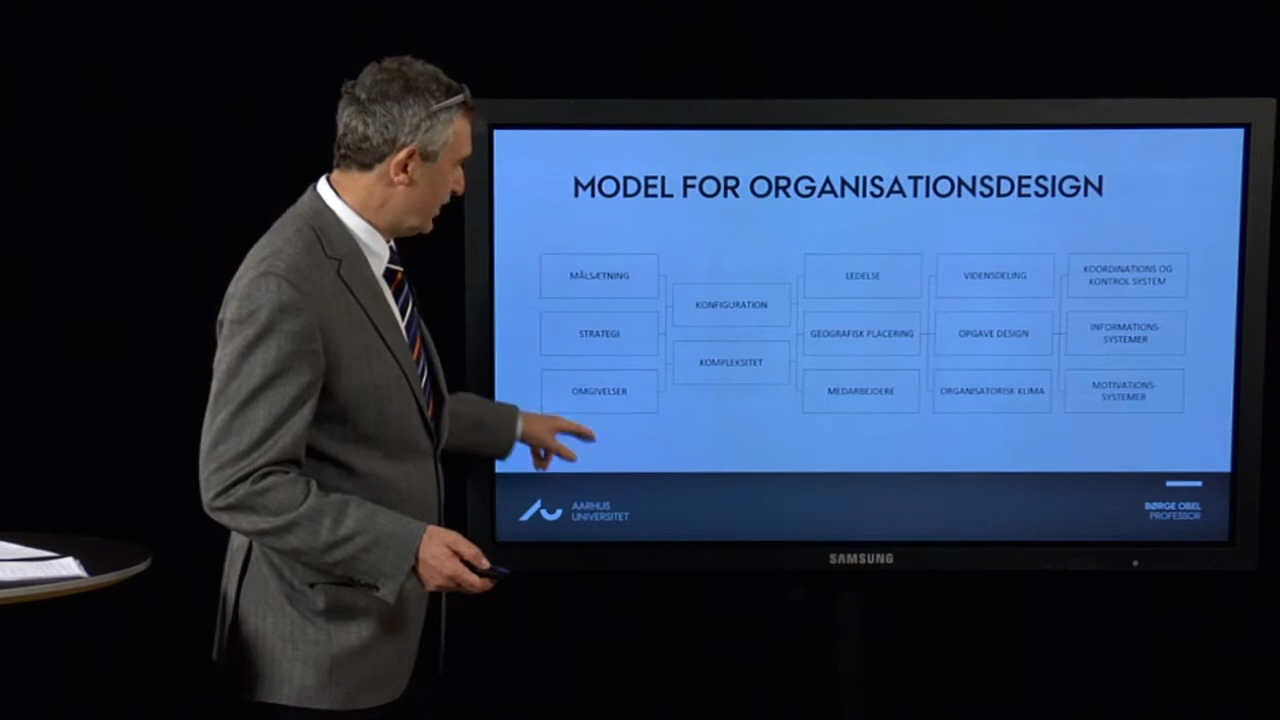 MODEL FOR ORGANISATIONSDESIGN
MÅLSÆTNING
STRATEGI
OMGIVELSER
KONFIGURATION
KOMPLEKSITET
LEDELSE
GEOGRAFISK PLACERING
MEDARBEJDERE
VIDENSDELING
OPGAVE DESIGN
ORGANISATORISK KLIMA
KOORDINATIONS OG
KONTROL SYSTEM
INFORMATIONS-
SYSTEMER
MOTIVATIONS-
SYSTEMER
AARHUS
UNIVERSITET
BØRGE OBEL
PROFESSOR
SAMSUNG